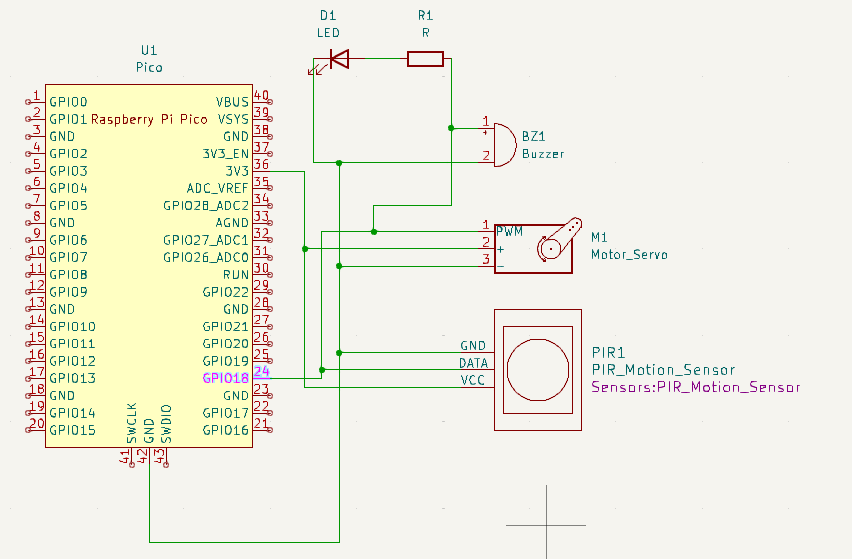 D1
LED
R1
R
U1
Pico
Raspberry Pi Pico
1 GPIO0
2 GPIO1
3 GND
4 GPIO2
5 GPIO3
6 GPIO4
7 GPIO5
8 GND
9 GPIO6
10 GPIO7
11 GPIO8
12 GPIO9
13 GND
14 GPIO10
15 GPIO11
16 GPIO12
17 GPIO13
18 GND
19 GPIO14
20 GPIO15
VBUS 40
VSYS 39
GND 38
3V3_EN 37
3V3 36
ADC_VREF 35
GPIO28_ADC2 34
AGND 33
GPIO27_ADC1 32
GPIO26_ADC0 31
RUN 30
GPIO22 29
GND 28
GPIO21 27
GPIO20 26
GPIO19 25
GPIO18 24
GND 23
GPIO17 22
GPIO16 21
SWCLK 41
GND 42
SWDIO 43
1
+
2
BZ1
Buzzer
1 PWM
2 +
3 -
M1
Motor_Servo
GND
DATA
VCC
PIR1
PIR_Motion_Sensor
Sensors:PIR_Motion_Sensor